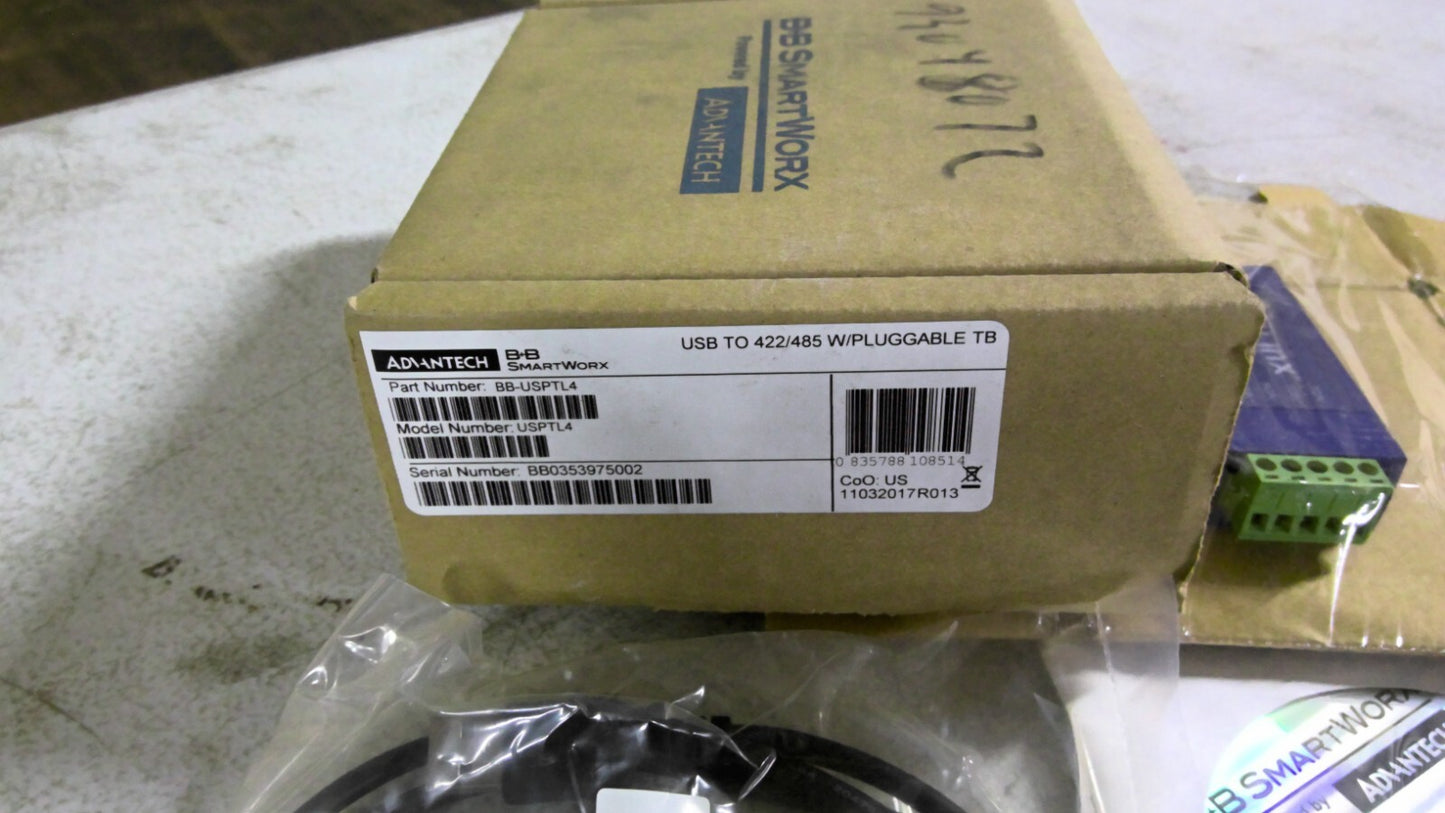 B+B SMARTWORX
Powered by
ADVANTECH
ADVANTECH B+B SMARTWORX
USB TO 422/485 W/PLUGGABLE TB
Part Number: BB-USPTL4
Model Number: USPTL4
Serial Number: BB0353975002
0 835788 108514
CoO: US
11032017R013
B SMARTWORX
by
ADVANTECH